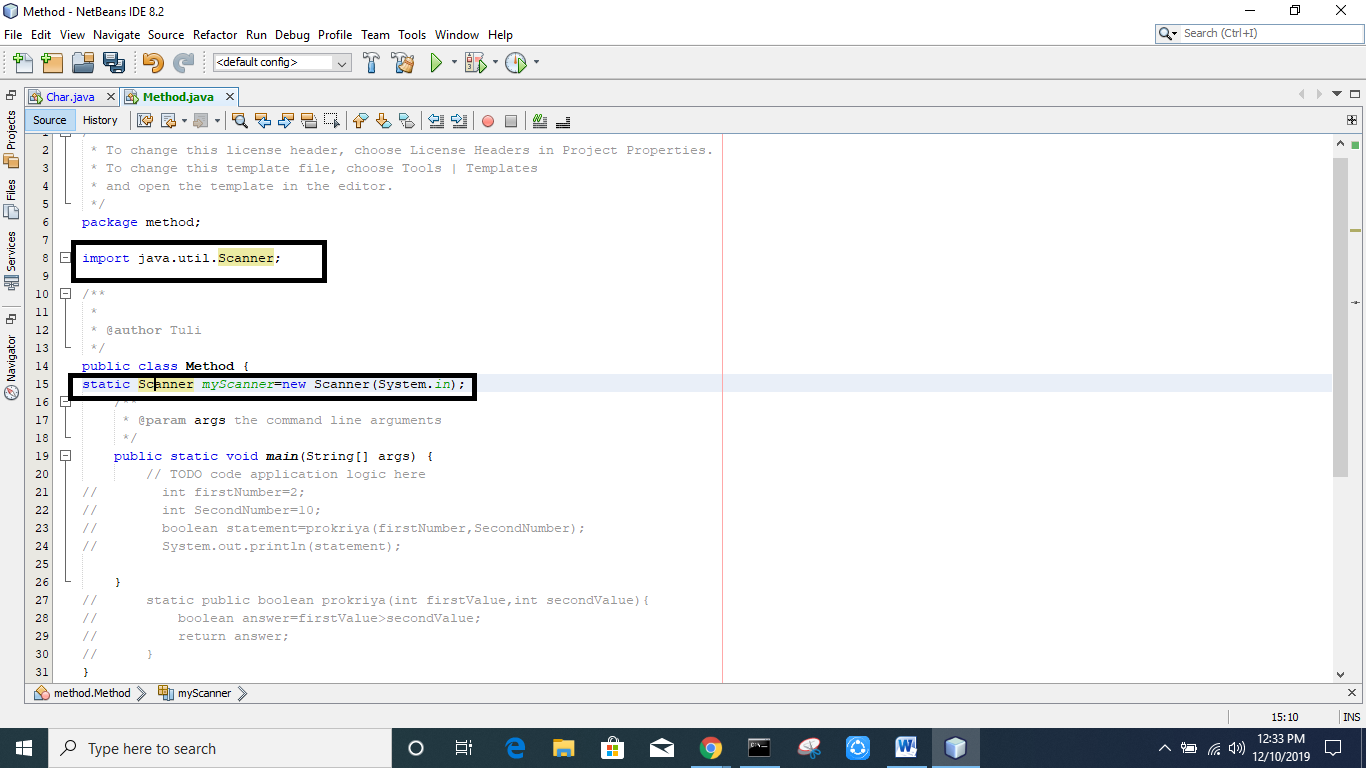 Method - NetBeans IDE 8.2
File Edit View Navigate Source Refactor Run Debug Profile Team Tools Window Help
Search (Ctrl+I)
<default config>
Char.java
Method.java
Source History
Projects
Files
Services
Navigator
1
2 * To change this license header, choose License Headers in Project Properties.
3 * To change this template file, choose Tools | Templates
4 * and open the template in the editor.
5 */
6 package method;
7
8 import java.util.Scanner;
9
10 /**
11 *
12 * @author Tuli
13 */
14 public class Method {
15 static Scanner myScanner=new Scanner(System.in);
16 /**
17 * @param args the command line arguments
18 */
19 public static void main(String[] args) {
20 // TODO code application logic here
21 // int firstNumber=2;
22 // int SecondNumber=10;
23 // boolean statement=prokriya(firstNumber,SecondNumber);
24 // System.out.println(statement);
25
26 }
27 // static public boolean prokriya(int firstValue,int secondValue){
28 // boolean answer=firstValue>secondValue;
29 // return answer;
30 // }
31 }
method.Method myScanner
15:10 INS
Type here to search
12:33 PM
12/10/2019